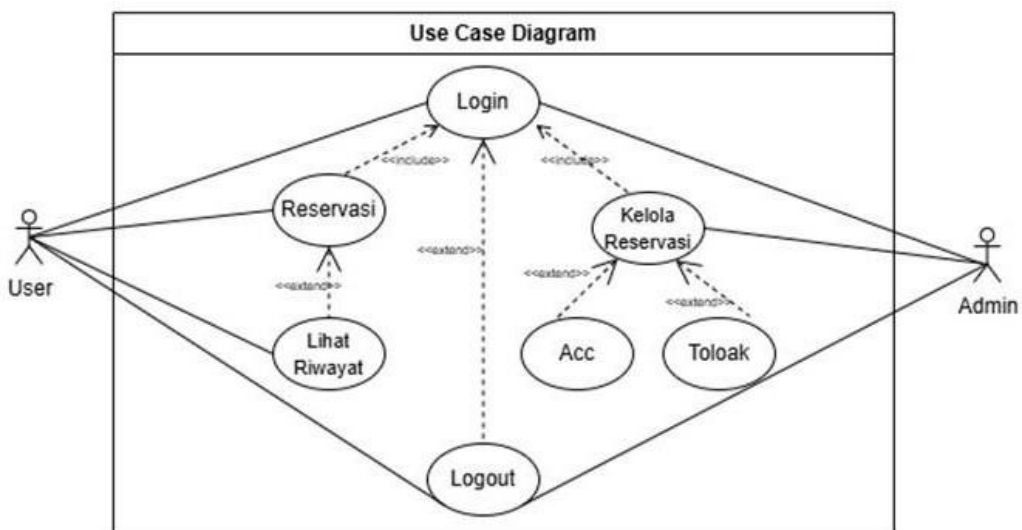 Use Case Diagram
Login
<<include>>
<<include>>
Reservasi
Kelola
Reservasi
<<extend>>
<<extend>>
<<extend>>
<<extend>>
User
Admin
Lihat
Riwayat
Acc
Toloak
Logout